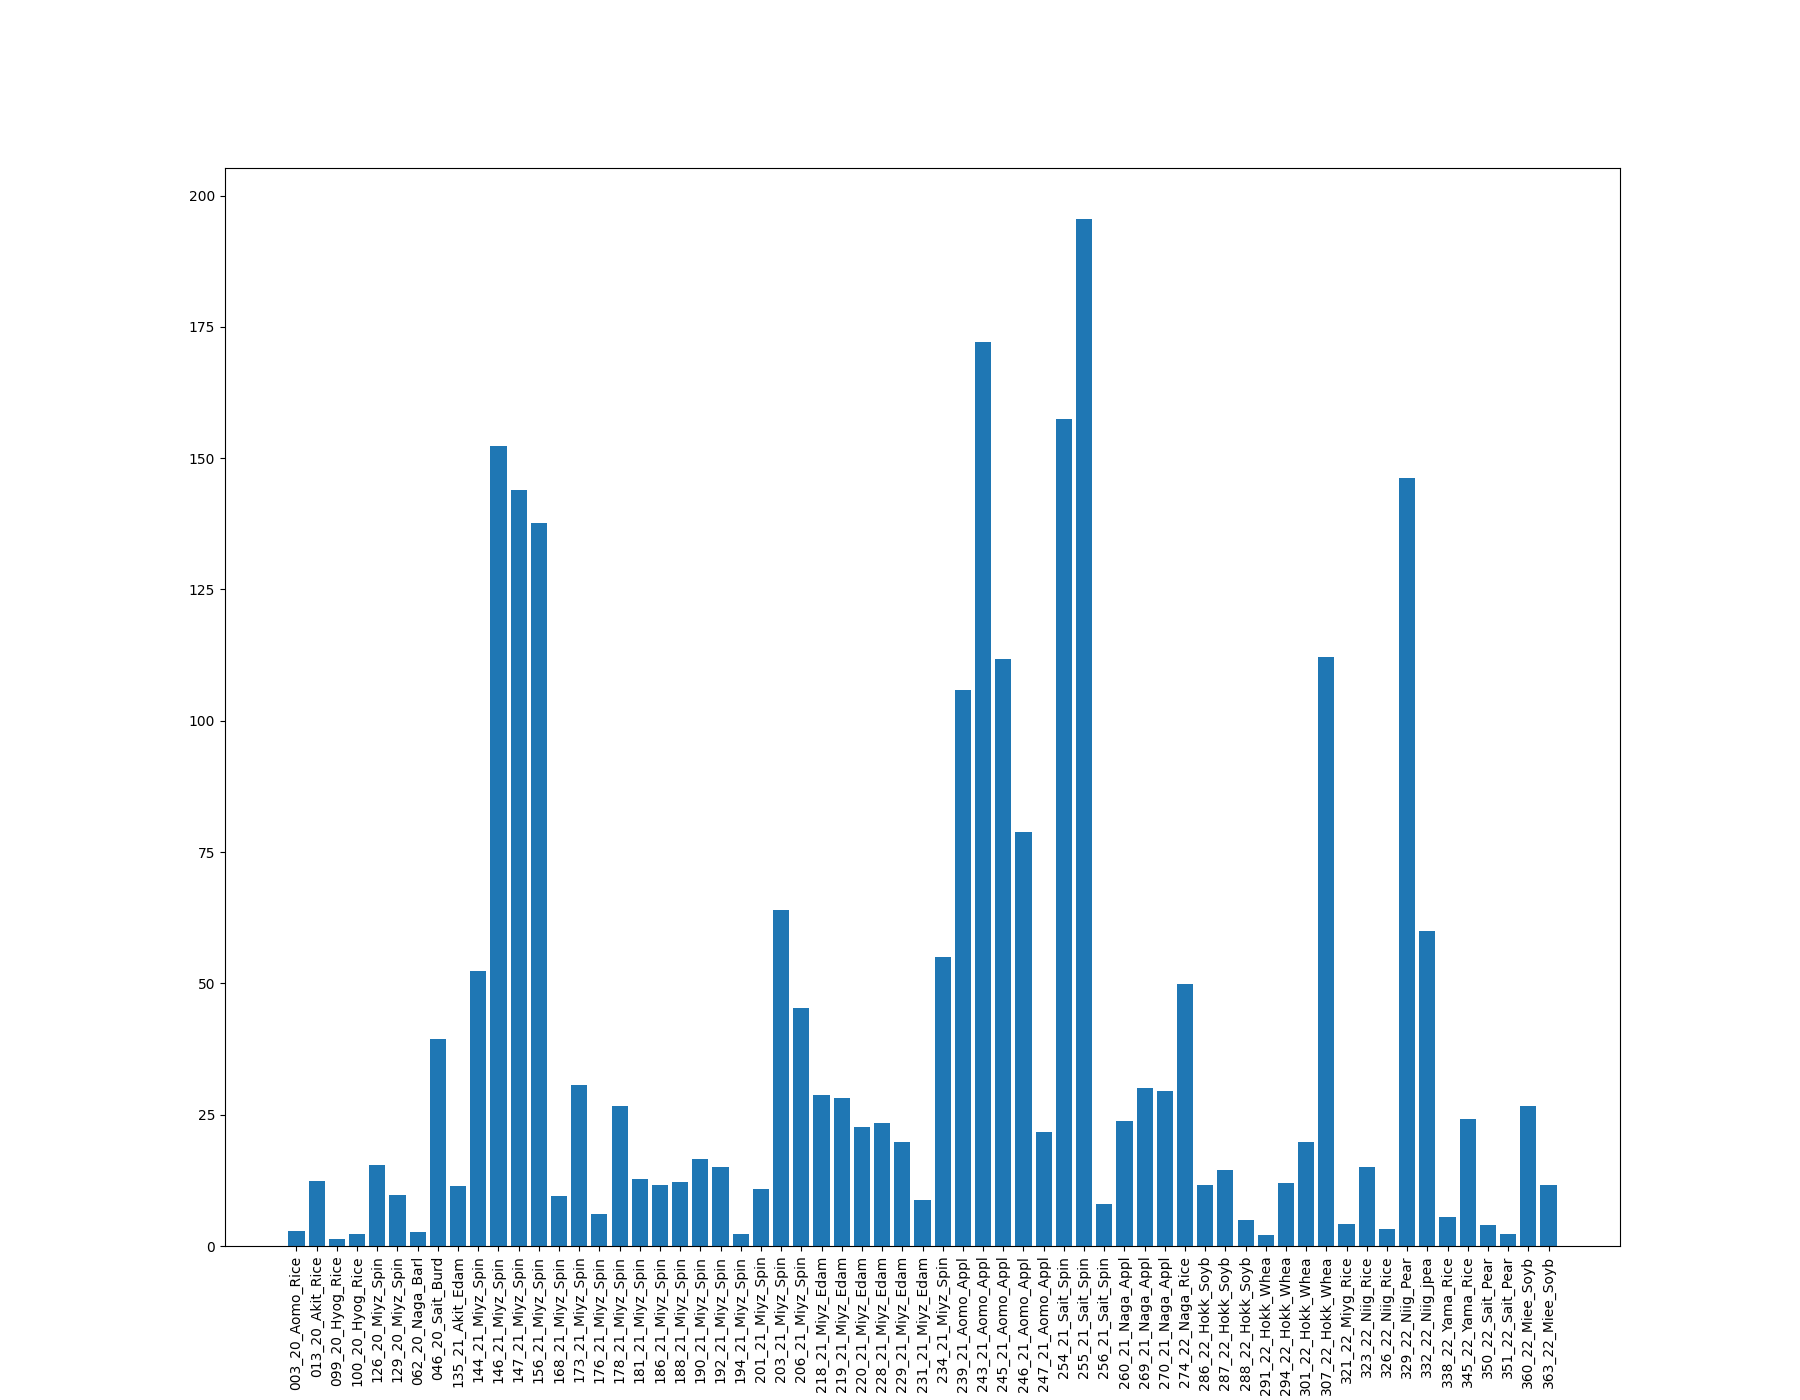 200
175
150
125
100
75
50
25
0
003_20_Aomo_Rice
013_20_Akit_Rice
099_20_Hyog_Rice
100_20_Hyog_Rice
126_20_Miyz_Spin
129_20_Miyz_Spin
062_20_Naga_Barl
046_20_Sait_Burd
135_21_Akit_Edam
144_21_Miyz_Spin
146_21_Miyz_Spin
147_21_Miyz_Spin
156_21_Miyz_Spin
168_21_Miyz_Spin
173_21_Miyz_Spin
176_21_Miyz_Spin
178_21_Miyz_Spin
181_21_Miyz_Spin
186_21_Miyz_Spin
188_21_Miyz_Spin
190_21_Miyz_Spin
192_21_Miyz_Spin
194_21_Miyz_Spin
201_21_Miyz_Spin
203_21_Miyz_Spin
206_21_Miyz_Spin
218_21_Miyz_Edam
219_21_Miyz_Edam
220_21_Miyz_Edam
228_21_Miyz_Edam
229_21_Miyz_Edam
231_21_Miyz_Edam
234_21_Miyz_Spin
239_21_Aomo_Appl
243_21_Aomo_Appl
245_21_Aomo_Appl
246_21_Aomo_Appl
247_21_Aomo_Appl
254_21_Sait_Spin
255_21_Sait_Spin
256_21_Sait_Spin
260_21_Naga_Appl
269_21_Naga_Appl
270_21_Naga_Appl
274_22_Naga_Rice
286_22_Hokk_Soyb
287_22_Hokk_Soyb
288_22_Hokk_Soyb
291_22_Hokk_Whea
294_22_Hokk_Whea
301_22_Hokk_Whea
307_22_Hokk_Whea
321_22_Miyg_Rice
323_22_Niig_Rice
326_22_Niig_Rice
329_22_Niig_Pear
332_22_Niig_jpea
338_22_Yama_Rice
345_22_Yama_Rice
350_22_Sait_Pear
351_22_Sait_Pear
360_22_Miee_Soyb
363_22_Miee_Soyb